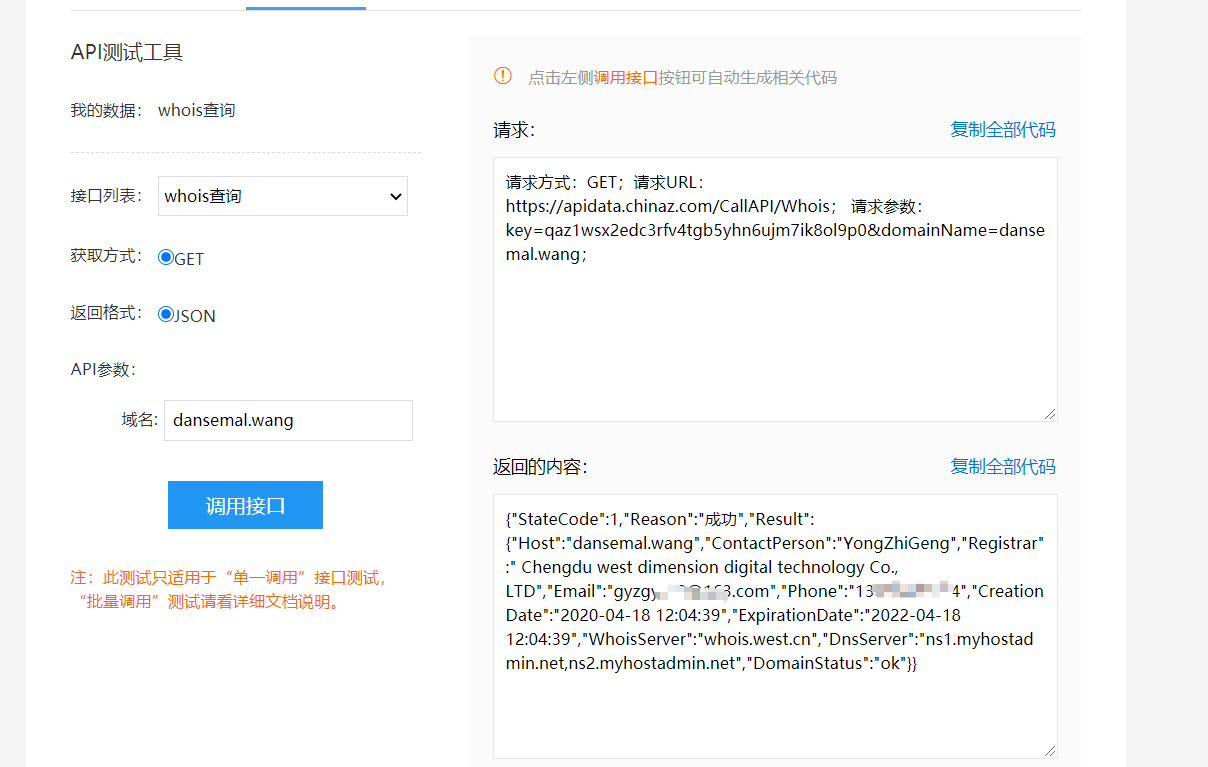 API测试工具
我的数据： whois查询
接口列表： whois查询
获取方式： GET
返回格式： JSON
API参数：
域名: dansemal.wang
调用接口
注：此测试只适用于“单一调用”接口测试，
“批量调用”测试请看详细文档说明。
点击左侧调用接口按钮可自动生成相关代码
请求： 复制全部代码
请求方式：GET；请求URL：
https://apidata.chinaz.com/CallAPI/Whois； 请求参数：
key=qaz1wsx2edc3rfv4tgb5yhn6ujm7ik8ol9p0&domainName=danse
mal.wang；
返回的内容： 复制全部代码
{"StateCode":1,"Reason":"成功","Result":
{"Host":"dansemal.wang","ContactPerson":"YongZhiGeng","Registrar"
:" Chengdu west dimension digital technology Co.,
LTD","Email":"gyzgy 163.com","Phone":"13 4","Creation
Date":"2020-04-18 12:04:39","ExpirationDate":"2022-04-18
12:04:39","WhoisServer":"whois.west.cn","DnsServer":"ns1.myhostad
min.net,ns2.myhostadmin.net","DomainStatus":"ok"}}